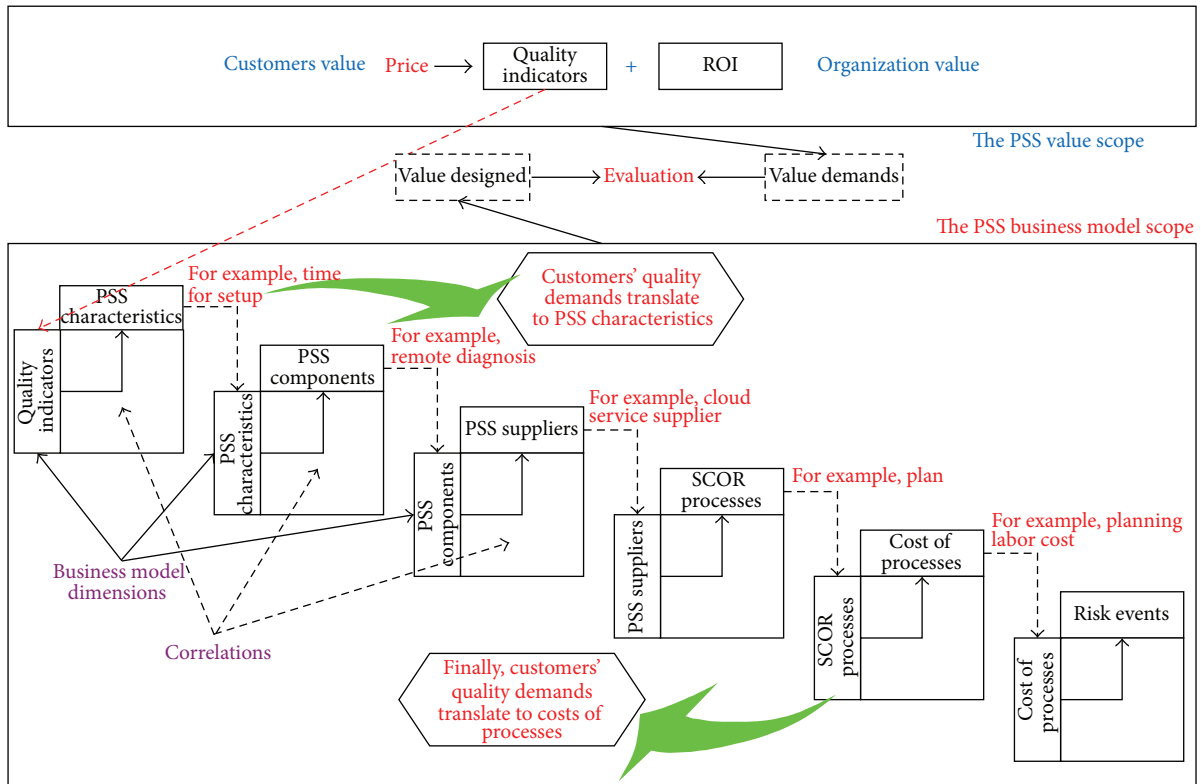 Customers value
Price
Quality
indicators
+
ROI
Organization value
The PSS value scope
Value designed
Evaluation
Value demands
The PSS business model scope
For example, time
for setup
PSS
characteristics
Quality
indicators
Customers' quality
demands translate
to PSS characteristics
For example,
remote diagnosis
PSS
components
PSS
characteristics
For example, cloud
service supplier
PSS suppliers
PSS
components
For example, plan
SCOR
processes
PSS suppliers
For example, planning
labor cost
Cost of
processes
SCOR
processes
Risk events
Cost of
processes
Business model
dimensions
Correlations
Finally, customers'
quality demands
translate to costs of
processes